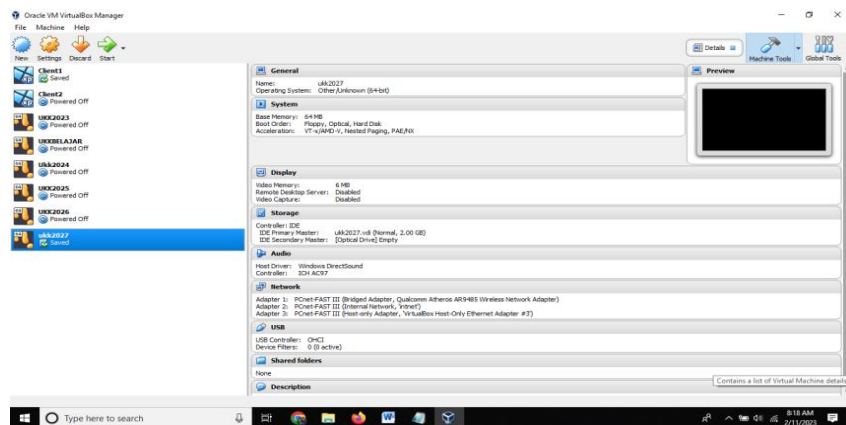 Oracle VM VirtualBox Manager
File Machine Help
New Settings Discard Start
Details
Machine Tools
Global Tools
Client1
Saved
Client2
Powered Off
UKK2023
Powered Off
UKKBELAJAR
Powered Off
Ukk2024
Powered Off
UKK2025
Powered Off
UKK2026
Powered Off
ukk2027
Saved
General
Name: ukk2027
Operating System: Other/Unknown (64-bit)
System
Base Memory: 64 MB
Boot Order: Floppy, Optical, Hard Disk
Acceleration: VT-x/AMD-V, Nested Paging, PAE/NX
Preview
Display
Video Memory: 6 MB
Remote Desktop Server: Disabled
Video Capture: Disabled
Storage
Controller: IDE
IDE Primary Master: ukk2027.vdi (Normal, 2.00 GB)
IDE Secondary Master: [Optical Drive] Empty
Audio
Host Driver: Windows DirectSound
Controller: ICH AC97
Network
Adapter 1: PCnet-FAST III (Bridged Adapter, Qualcomm Atheros AR9485 Wireless Network Adapter)
Adapter 2: PCnet-FAST III (Internal Network, 'intnet')
Adapter 3: PCnet-FAST III (Host-only Adapter, 'VirtualBox Host-Only Ethernet Adapter #3')
USB
USB Controller: OHCI
Device Filters: 0 (0 active)
Shared folders
None
Description
Contains a list of Virtual Machine details
Type here to search
8:18 AM
2/11/2023